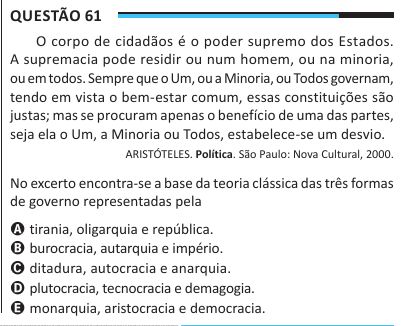 QUESTÃO 61
O corpo de cidadãos é o poder supremo dos Estados.
A supremacia pode residir ou num homem, ou na minoria,
ou em todos. Sempre que o Um, ou a Minoria, ou Todos governam,
tendo em vista o bem-estar comum, essas constituições são
justas; mas se procuram apenas o benefício de uma das partes,
seja ela o Um, a Minoria ou Todos, estabelece-se um desvio.
ARISTÓTELES. Política. São Paulo: Nova Cultural, 2000.
No excerto encontra-se a base da teoria clássica das três formas
de governo representadas pela
A tirania, oligarquia e república.
B burocracia, autarquia e império.
C ditadura, autocracia e anarquia.
D plutocracia, tecnocracia e demagogia.
E monarquia, aristocracia e democracia.